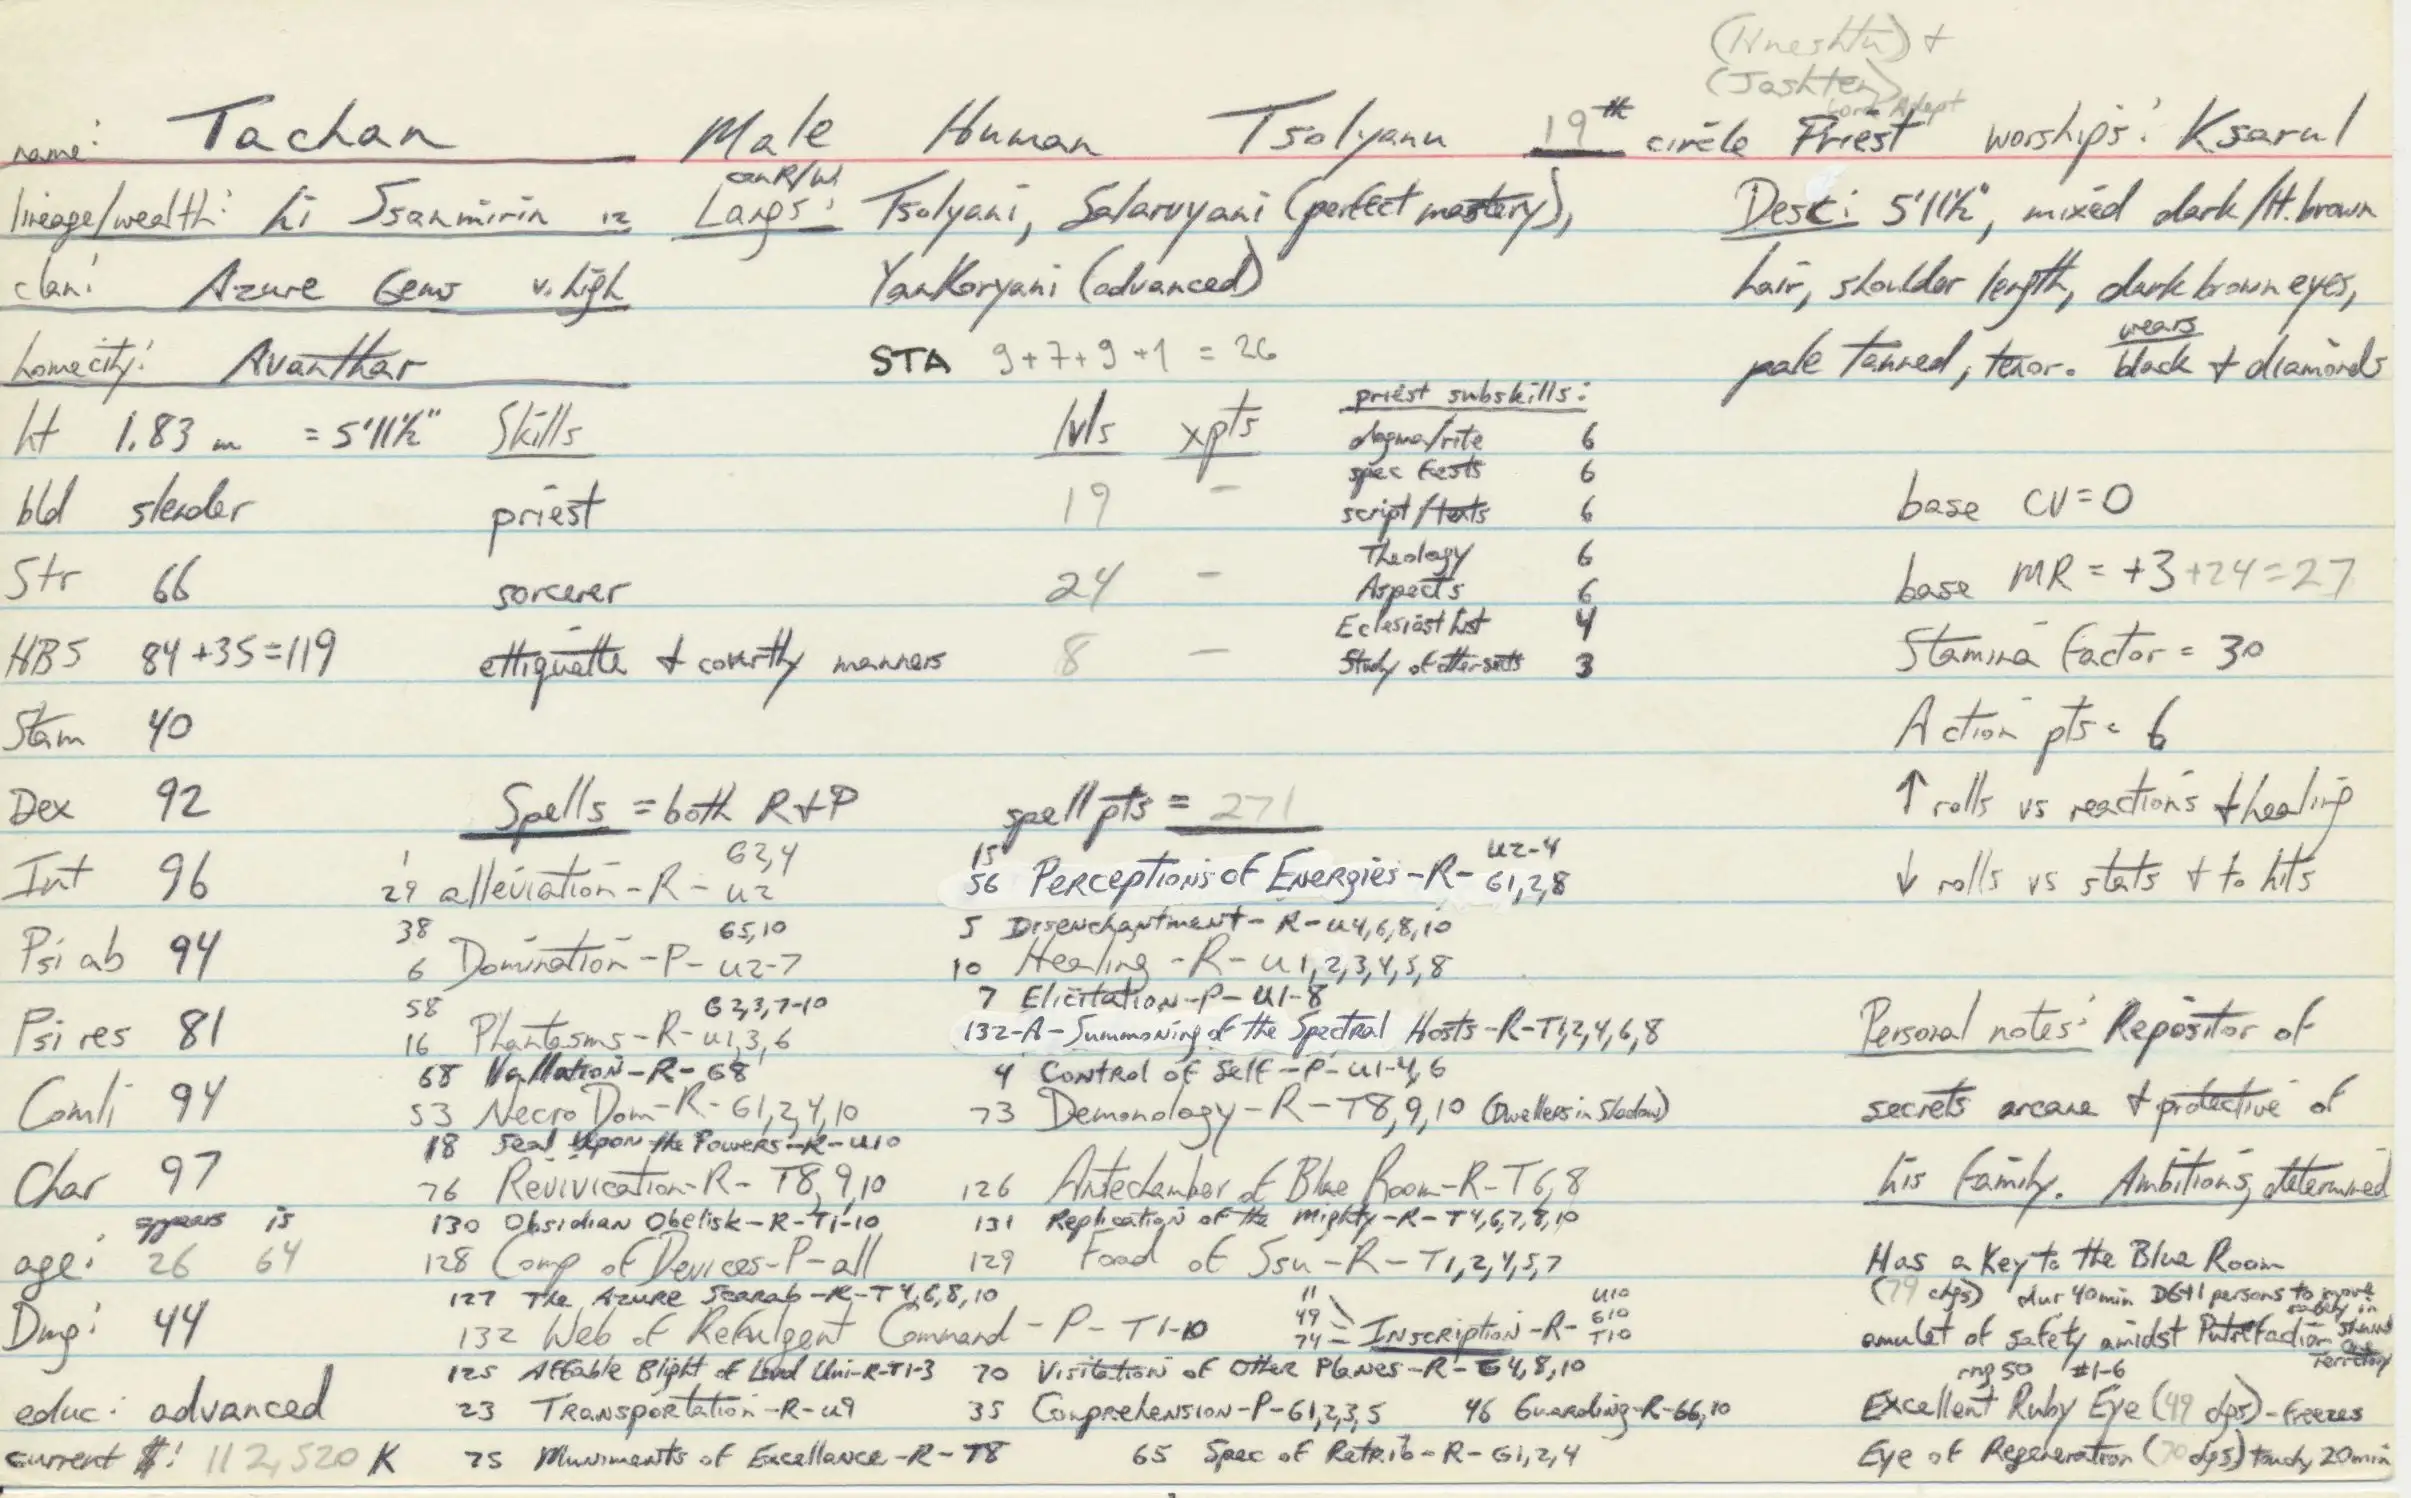 (Hneshtu) +
(Jashten)
Lord Adept
name: Tachan Male Human Tsolyanu 19th circle Priest worships: Ksarul
can R/W
lineage/wealth: hi Ssanmirin 12 Langs: Tsolyani, Salarvyani (perfect mastery), Desc: 5'11½", mixed dark/lt. brown
clan: Azure Gems v. high YanKoryani (advanced) hair, shoulder length, dark brown eyes,
wears
homecity: Avanthar STA 9+7+9+1 = 26 pale tanned, tenor. black + diamonds
priest subskills:
ht 1.83 m = 5'11½" Skills lvls xpts dogma/rite 6
spec tests 6
bld slender priest 19 - script/texts 6 base CV=0
Theology 6
Str 66 sorcerer 24 - Aspects 6 base MR = +3+24=27
Eclesiast hist 4
HBS 84+35=119 ettiquette + courtly manners 8 - Study of other sects 3 Stamina Factor = 30
Stam 40 Action pts = 6
Dex 92 Spells = both R+P spell pts = 271 ↑ rolls vs reactions + healing
1 G2,4 15 U2-4
Int 96 29 alleviation-R- U2 56 Perceptions of Energies-R- G1,2,8 ↓ rolls vs stats + to hits
38 G5,10 5 Disenchantment-R-U4,6,8,10
Psi ab 94 6 Domination-P- U2-7 10 Healing-R-U1,2,3,4,5,8
58 G2,3,7-10 7 Elicitation-P-U1-8
Psi res 81 16 Phantasms-R-U1,3,6 132-A-Summoning of the Spectral Hosts-R-T1,2,4,6,8 Personal notes: Repositor of
68 Vallation-R-G8 4 Control of Self-P-U1-4,6
Comli 94 53 Necro Dom-R-G1,2,4,10 73 Demonology-R-T8,9,10 (Dwellers in Shadow) secrets arcane + protective of
18 Seal Upon the Powers-R-U10
Char 97 76 Revivication-R-T8,9,10 126 Antechamber of Blue Room-R-T6,8 his family. Ambitions, determined
appears is 130 Obsidian Obelisk-R-T1-10 131 Replication of the Mighty-R-T4,6,7,8,10
age: 26 64 128 Comp of Devices-P-all 129 Food of Ssu-R-T1,2,4,5,7 Has a Key to the Blue Room
127 The Azure Scarab-R-T4,6,8,10 11 U10 (79 chgs) dur 40min D6+1 persons to move safely in
49 G10
Dmg: 44 132 Web of Refulgent Command-P-T1-10 74 = Inscription-R- T10 amulet of safety amidst Putrefaction
Territory
125 Affable Blight of Lord Uni-R-T1-3 70 Visitation of Other Planes-R-G4,8,10 rng 50 #1-6
educ: advanced 23 Transportation-R-U9 35 Comprehension-P-G1,2,3,5 46 Guarding-R-G6,10 Excellent Ruby Eye (49 chgs)-freezes
current $: 112,520 K 75 Muniments of Excellance-R-T8 65 Spec of Retrib-R-G1,2,4 Eye of Regeneration (70 chgs) touch, 20min